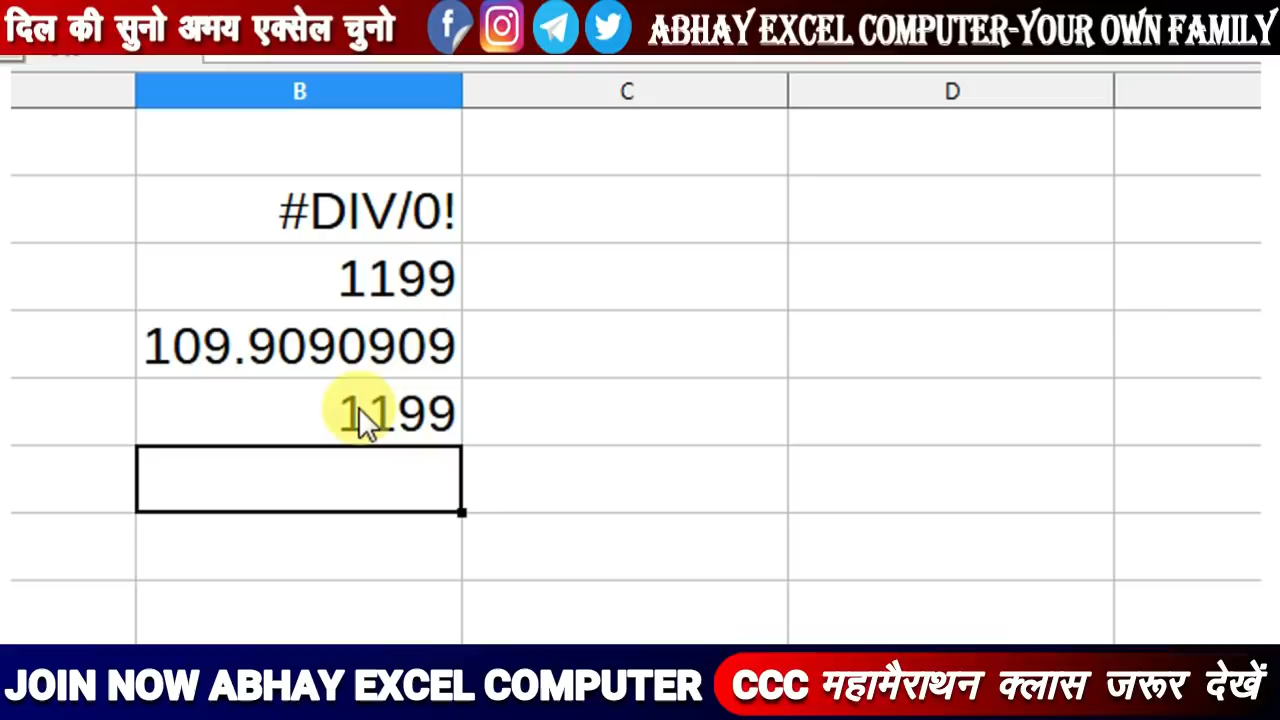 दिल की सुनो अमय एक्सेल चुनो
ABHAY EXCEL COMPUTER-YOUR OWN FAMILY
B C D
#DIV/0!
1199
109.9090909
1199
JOIN NOW ABHAY EXCEL COMPUTER
CCC महामैराथन क्लास जरूर देखें